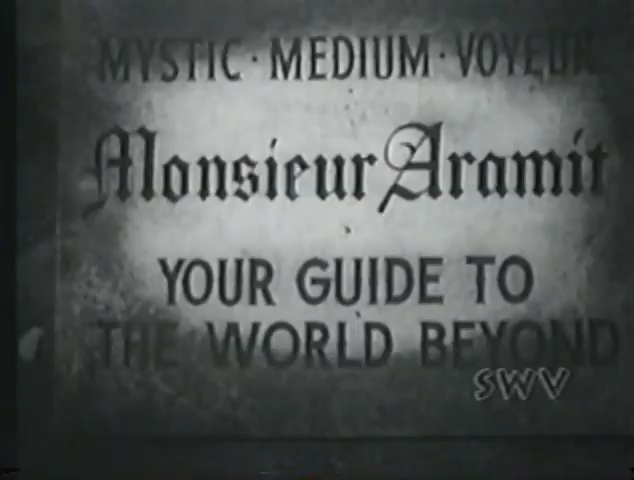 MYSTIC · MEDIUM · VOYEUR
Monsieur Aramit
YOUR GUIDE TO
THE WORLD BEYOND
SWV